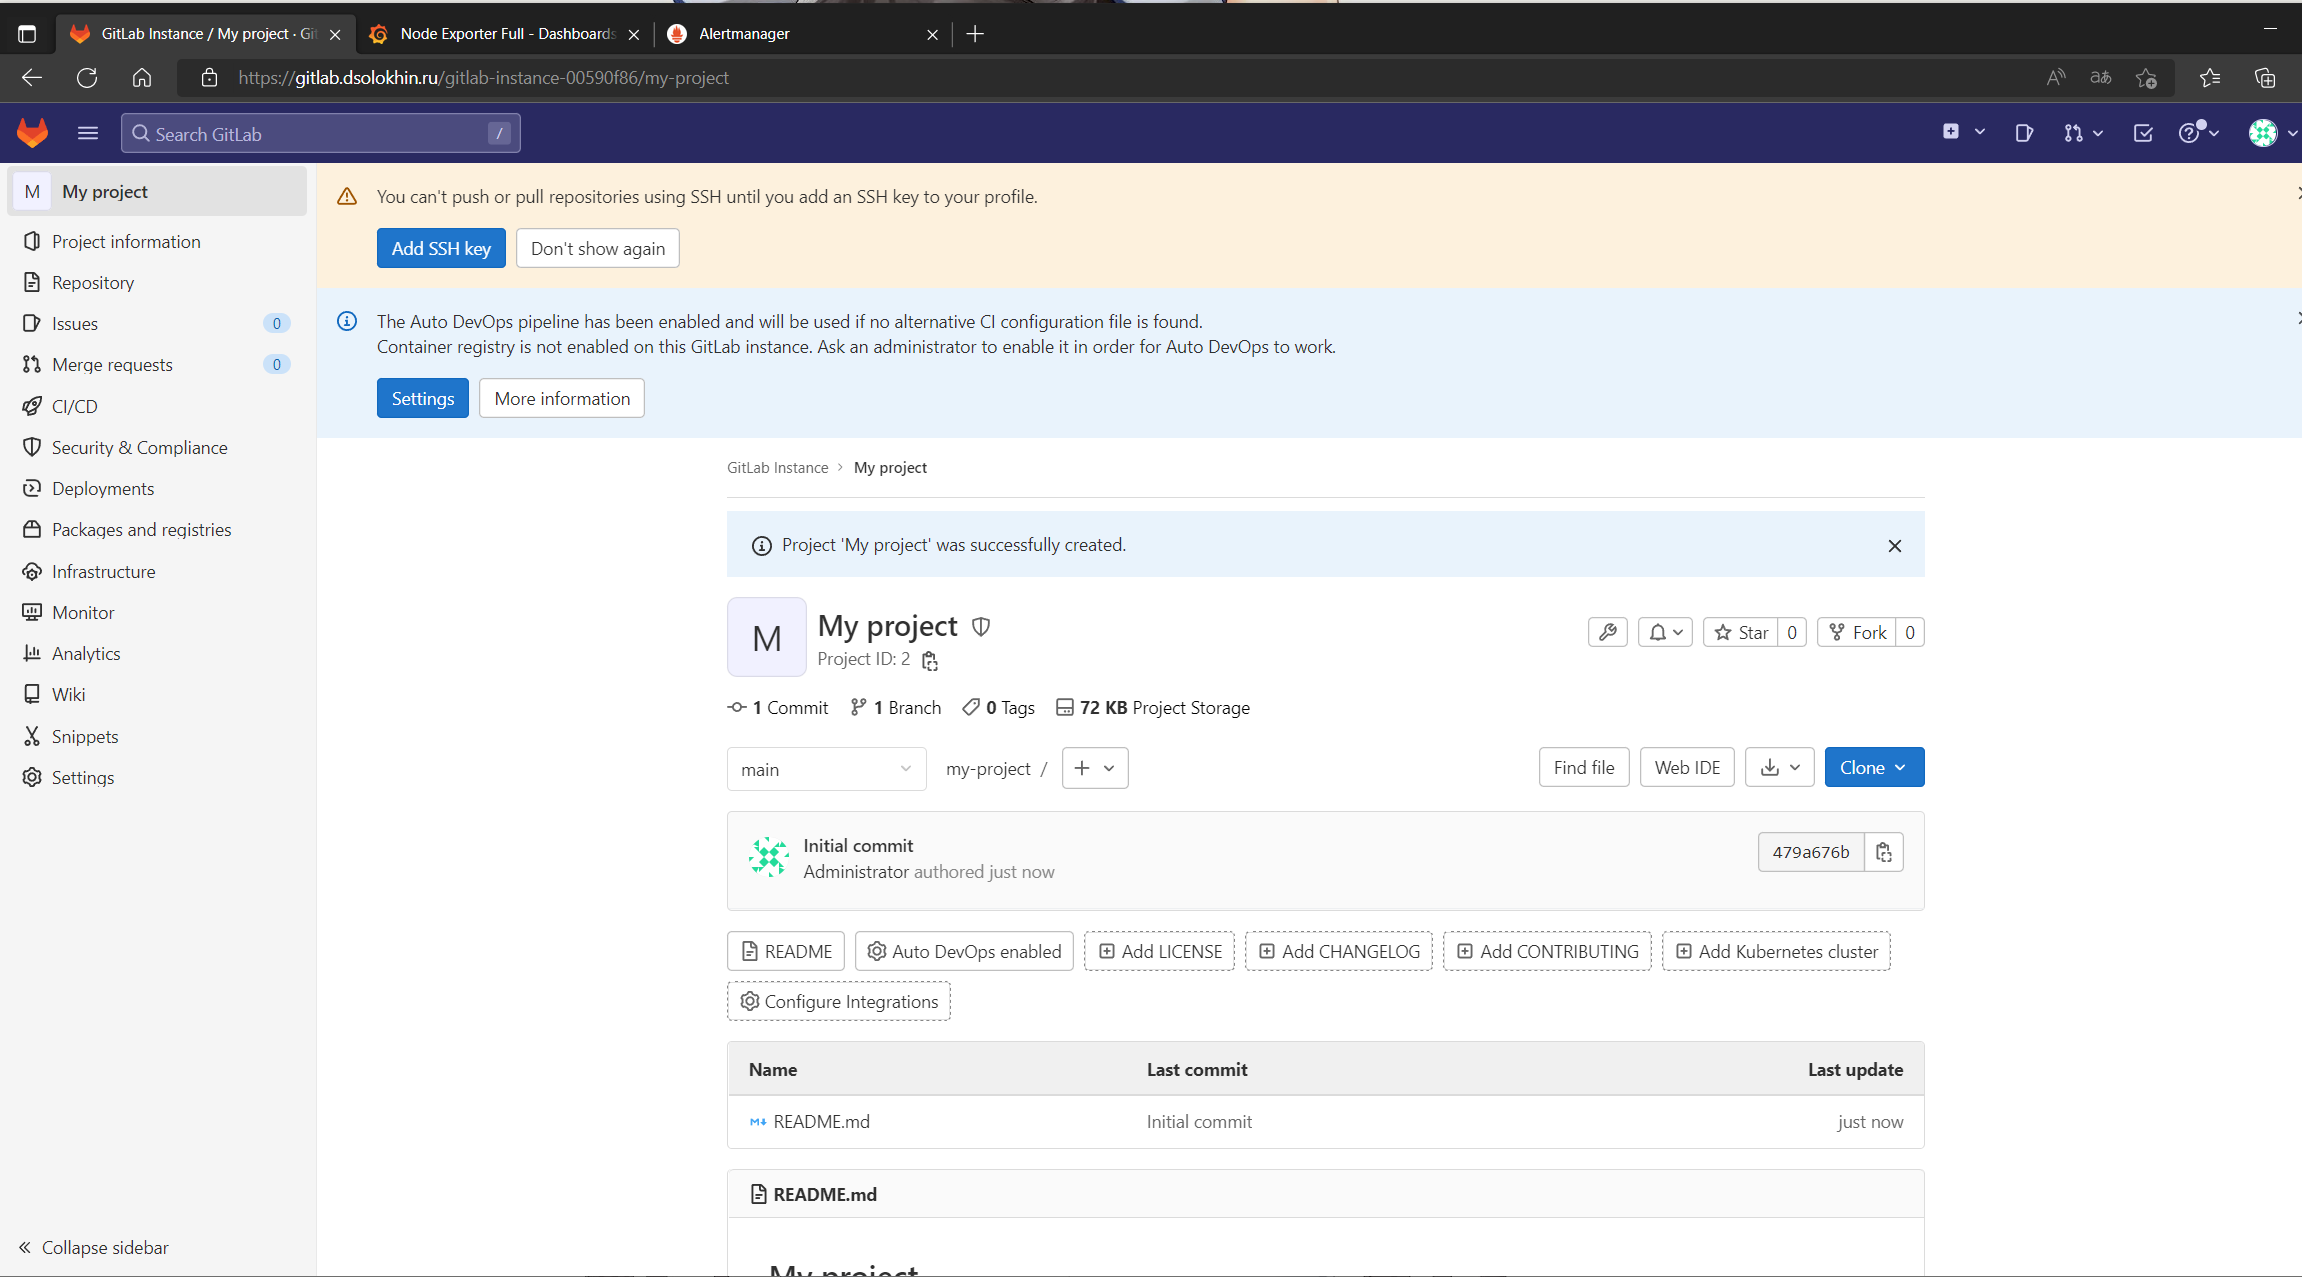 GitLab Instance / My project · Git
Node Exporter Full - Dashboards
Alertmanager
https://gitlab.dsolokhin.ru/gitlab-instance-00590f86/my-project
Search GitLab
/
M My project
Project information
Repository
Issues 0
Merge requests 0
CI/CD
Security & Compliance
Deployments
Packages and registries
Infrastructure
Monitor
Analytics
Wiki
Snippets
Settings
Collapse sidebar
You can't push or pull repositories using SSH until you add an SSH key to your profile.
Add SSH key Don't show again
The Auto DevOps pipeline has been enabled and will be used if no alternative CI configuration file is found.
Container registry is not enabled on this GitLab instance. Ask an administrator to enable it in order for Auto DevOps to work.
Settings More information
GitLab Instance › My project
Project 'My project' was successfully created.
M
My project
Project ID: 2
Star 0 Fork 0
1 Commit 1 Branch 0 Tags 72 KB Project Storage
main my-project / + Find file Web IDE Clone
Initial commit
Administrator authored just now
479a676b
README Auto DevOps enabled Add LICENSE Add CHANGELOG Add CONTRIBUTING Add Kubernetes cluster
Configure Integrations
Name Last commit Last update
README.md Initial commit just now
README.md
My project